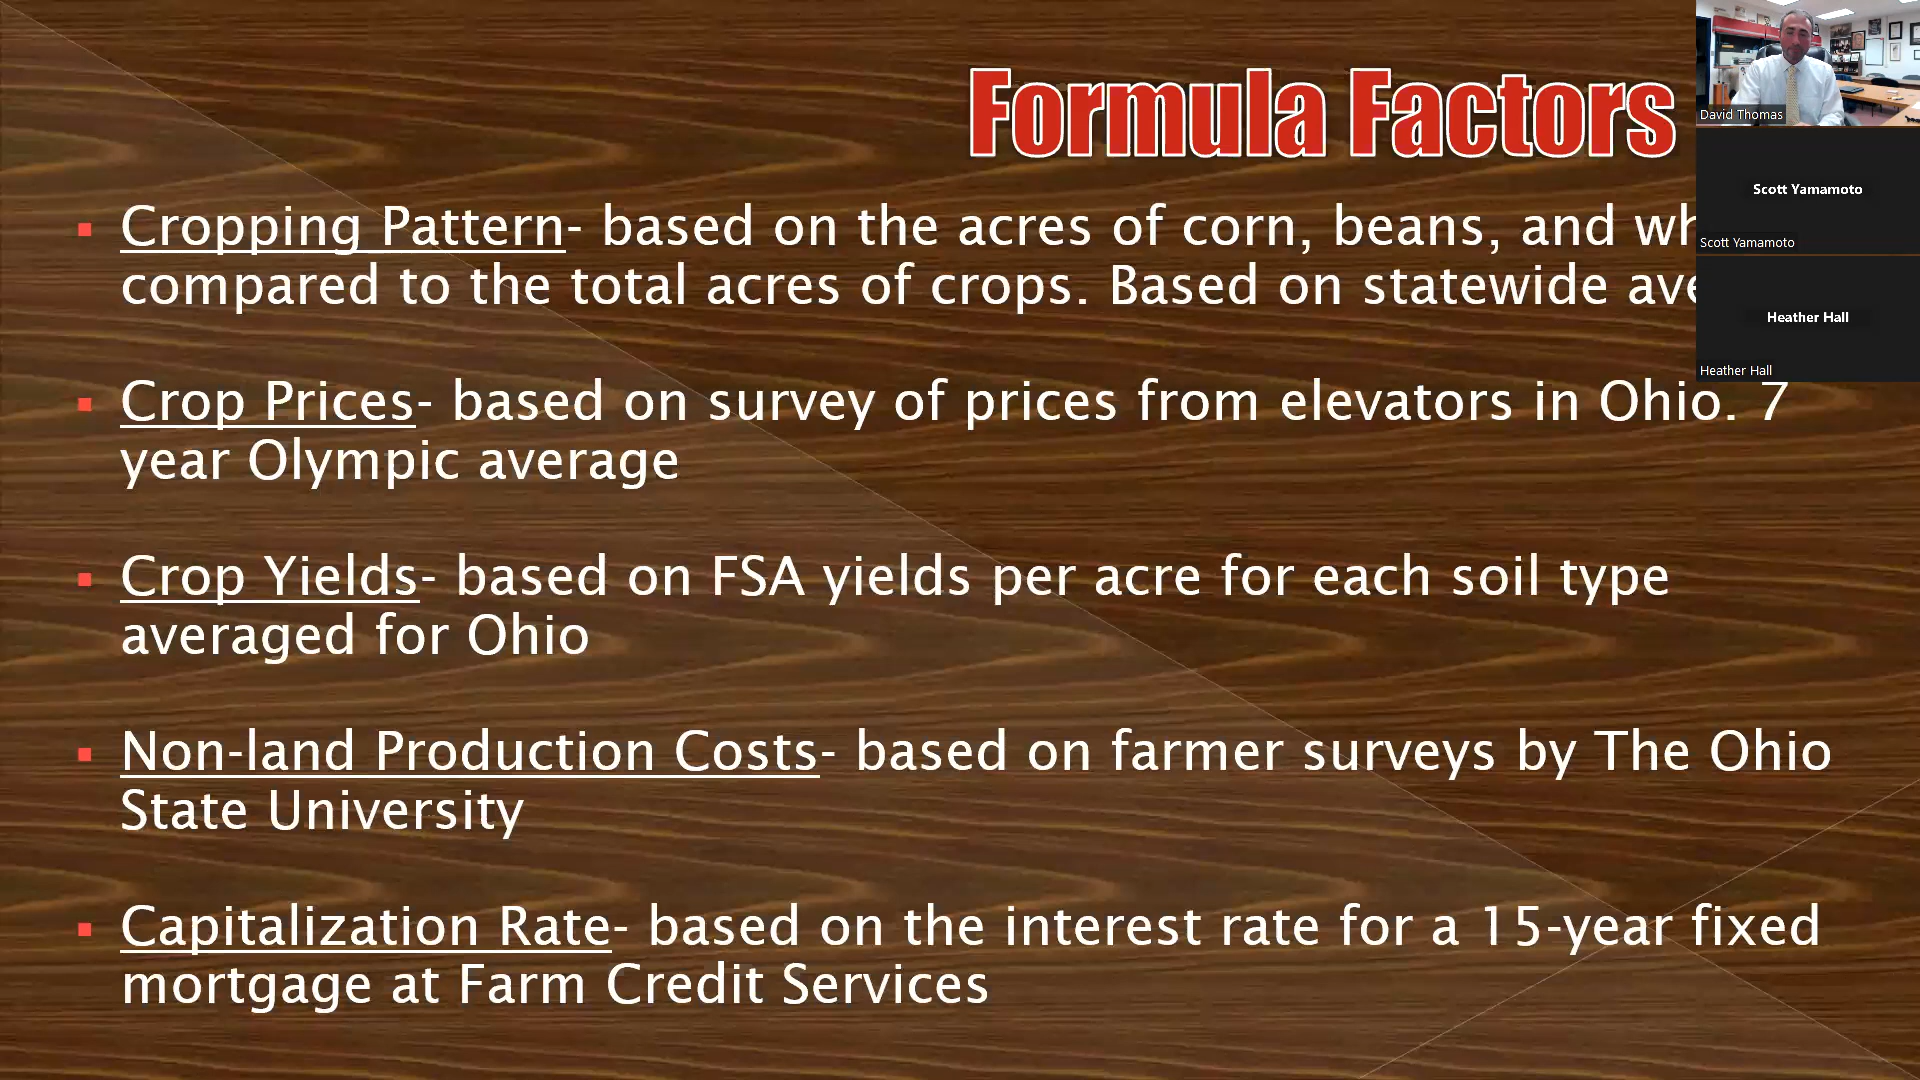 Formula Factors
David Thomas
Scott Yamamoto
Scott Yamamoto
Heather Hall
Heather Hall
▪ Cropping Pattern- based on the acres of corn, beans, and
compared to the total acres of crops. Based on statewide
▪ Crop Prices- based on survey of prices from elevators in Ohio. 7
year Olympic average
▪ Crop Yields- based on FSA yields per acre for each soil type
averaged for Ohio
▪ Non-land Production Costs- based on farmer surveys by The Ohio
State University
▪ Capitalization Rate- based on the interest rate for a 15-year fixed
mortgage at Farm Credit Services